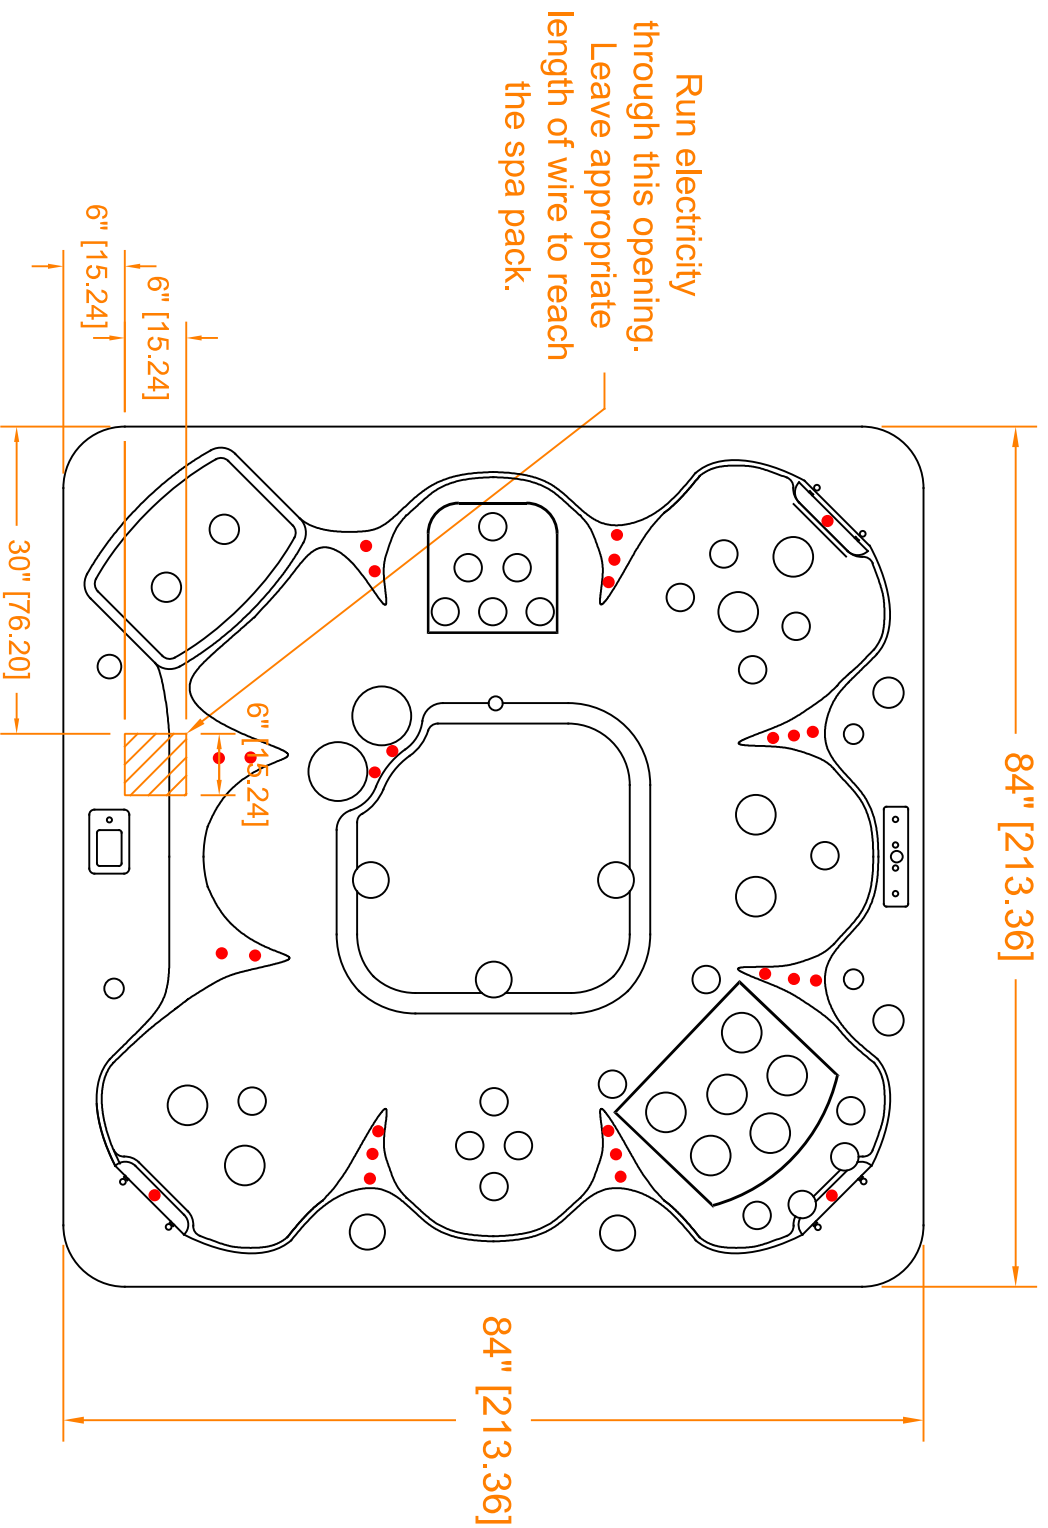 Run electricity
through this opening.
Leave appropriate
length of wire to reach
the spa pack.
84" [213.36]
6" [15.24]
6" [15.24]
6" [15.24]
30" [76.20]
84" [213.36]